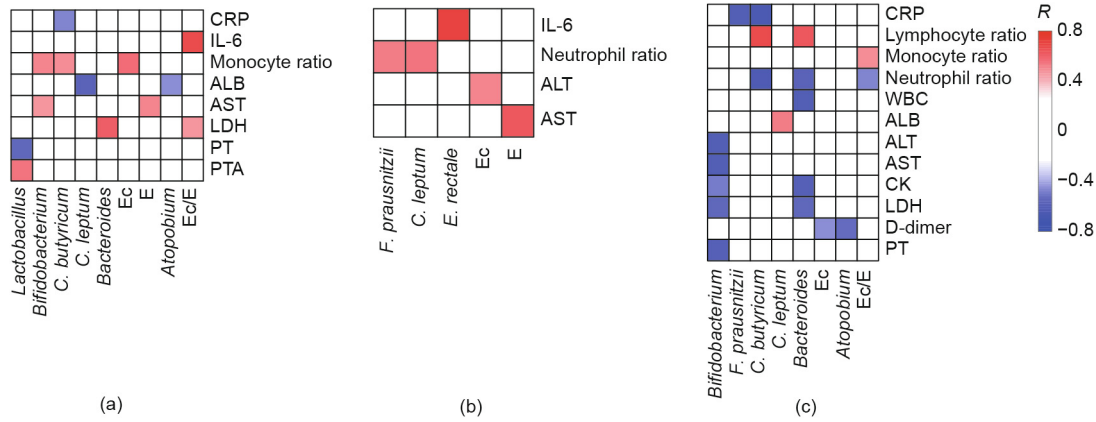 CRP
IL-6
Monocyte ratio
ALB
AST
LDH
PT
PTA
Lactobacillus
Bifidobacterium
C. butyricum
C. leptum
Bacteroides
Ec
E
Atopobium
Ec/E
(a)
IL-6
Neutrophil ratio
ALT
AST
F. prausnitzii
C. leptum
E. rectale
Ec
E
(b)
CRP
Lymphocyte ratio
Monocyte ratio
Neutrophil ratio
WBC
ALB
ALT
AST
CK
LDH
D-dimer
PT
Bifidobacterium
F. prausnitzii
C. butyricum
C. leptum
Bacteroides
Ec
Atopobium
Ec/E
(c)
R
0.8
0.4
0
−0.4
−0.8